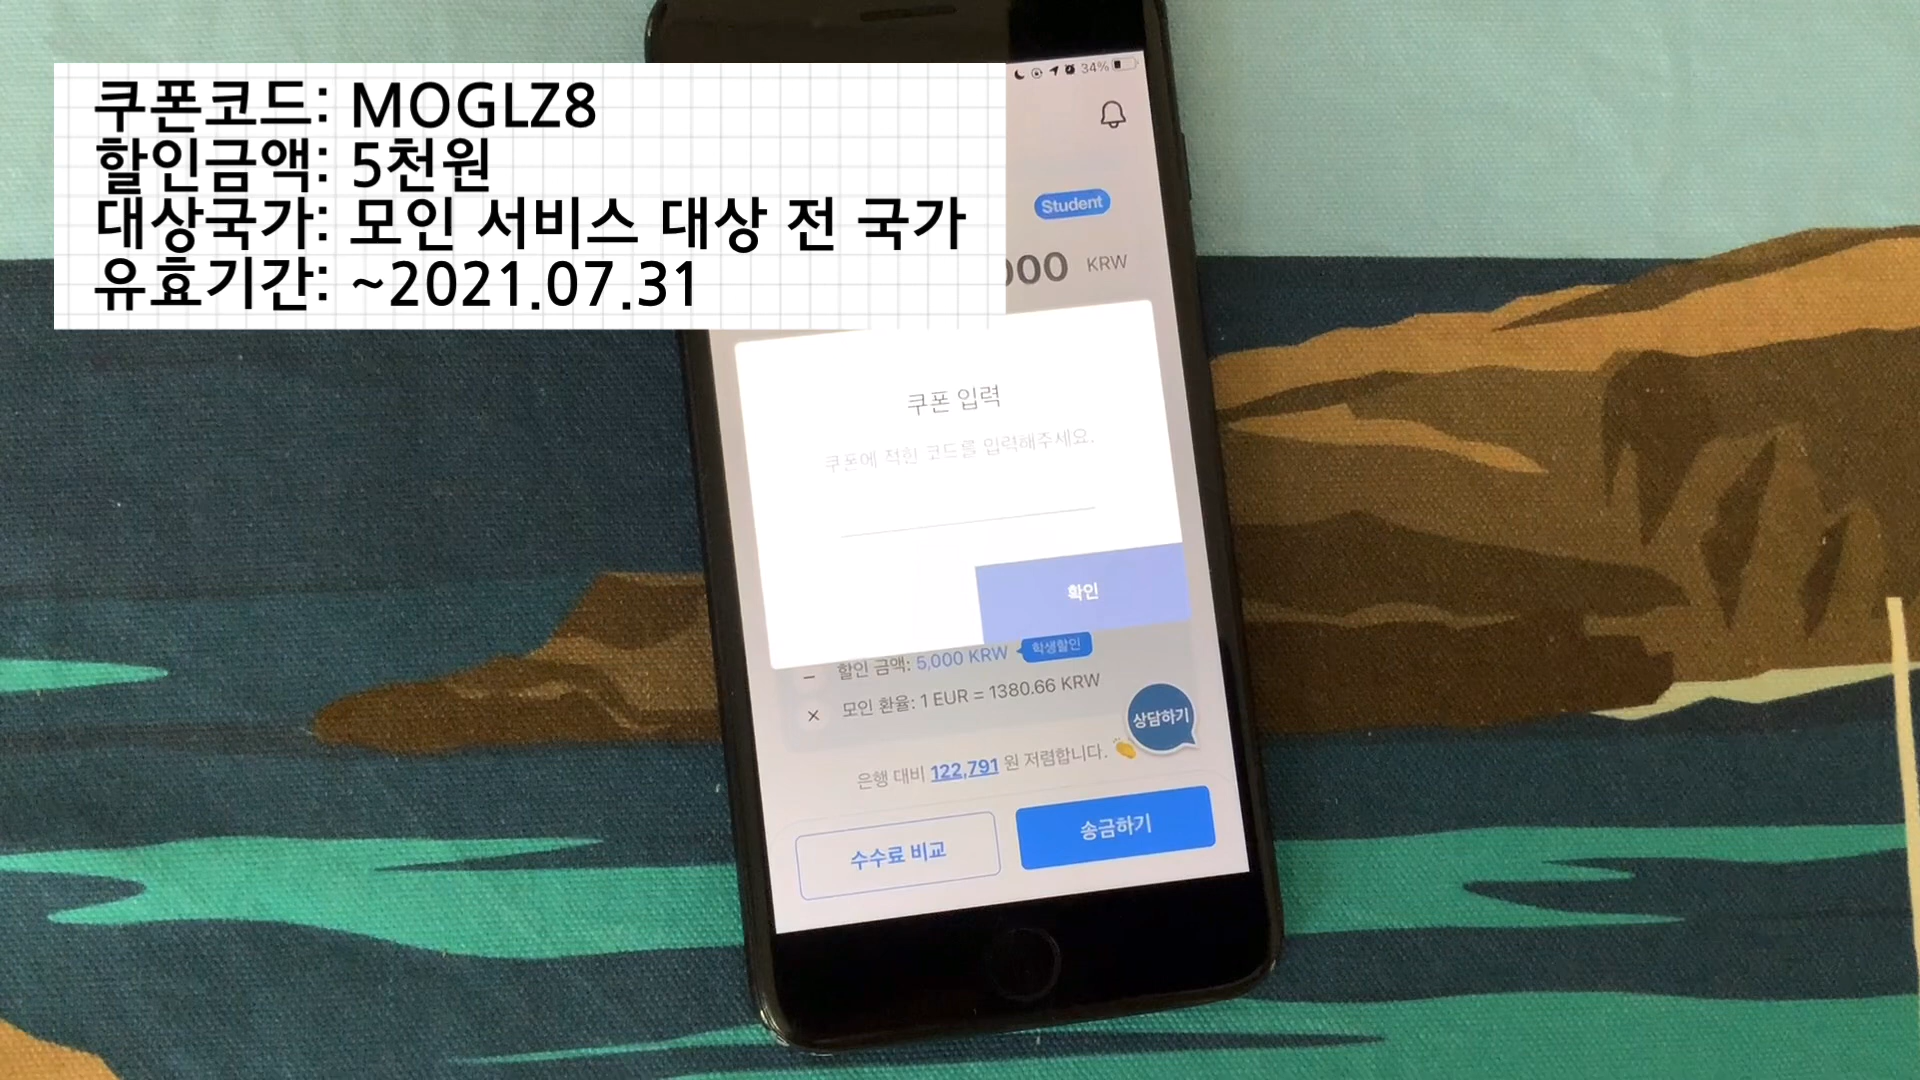 쿠폰코드: MOGLZ8
할인금액: 5천원
대상국가: 모인 서비스 대상 전 국가
유효기간: ~2021.07.31
34%
Student
000 KRW
쿠폰 입력
쿠폰에 적힌 코드를 입력해주세요.
확인
- 할인 금액: 5,000 KRW 학생할인
× 모인 환율: 1 EUR = 1380.66 KRW
상담하기
은행 대비 122,791 원 저렴합니다. 👏
수수료 비교
송금하기